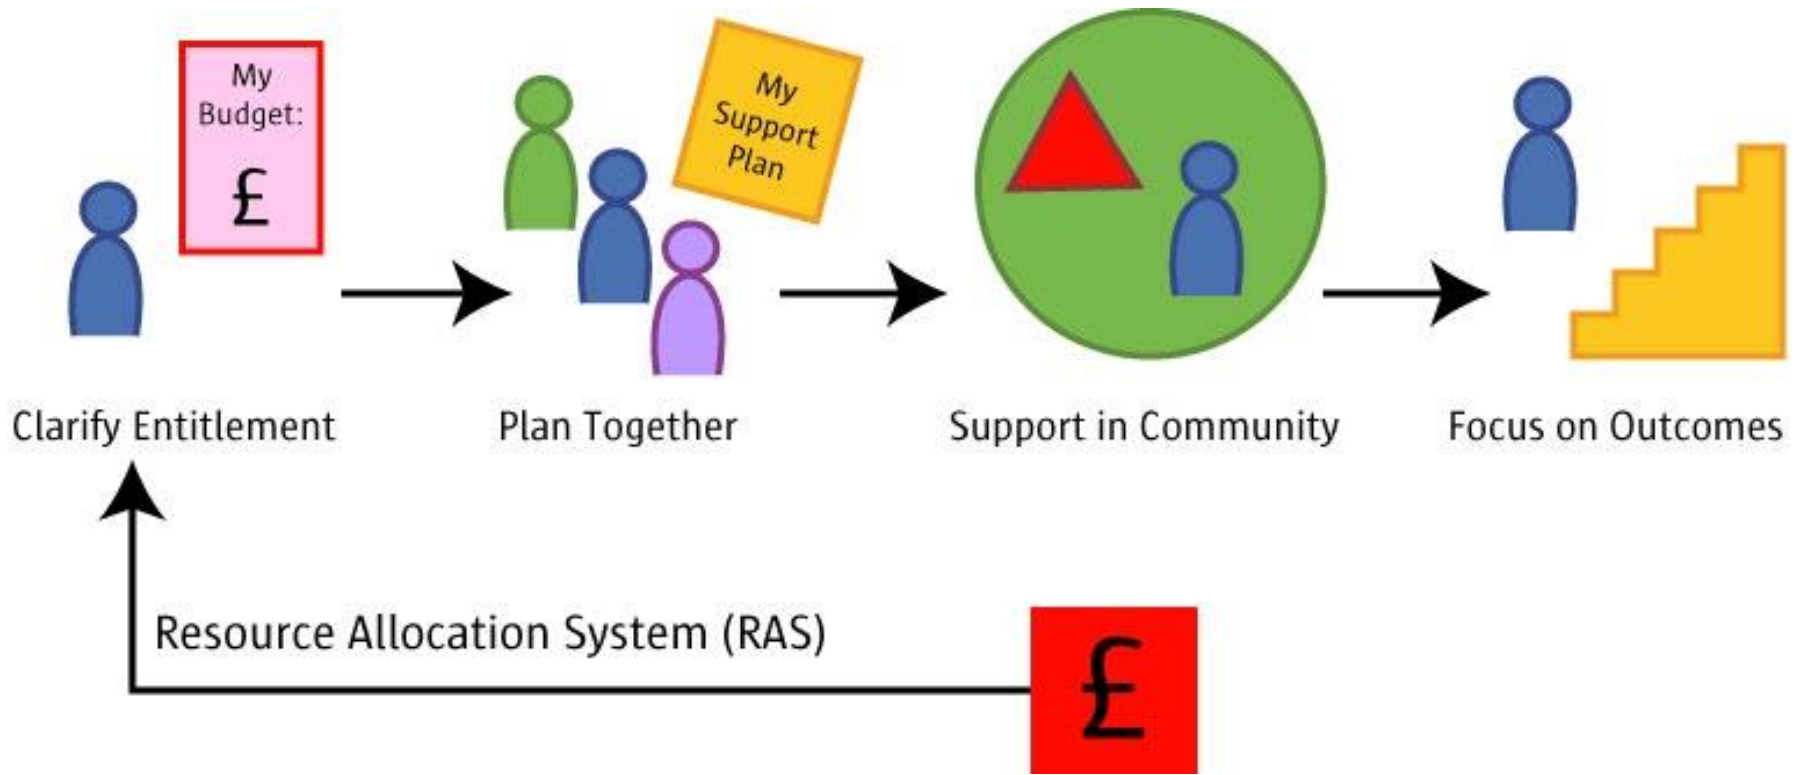 My
Budget:
£
My
Support
Plan
Clarify Entitlement
Plan Together
Support in Community
Focus on Outcomes
Resource Allocation System (RAS)
£